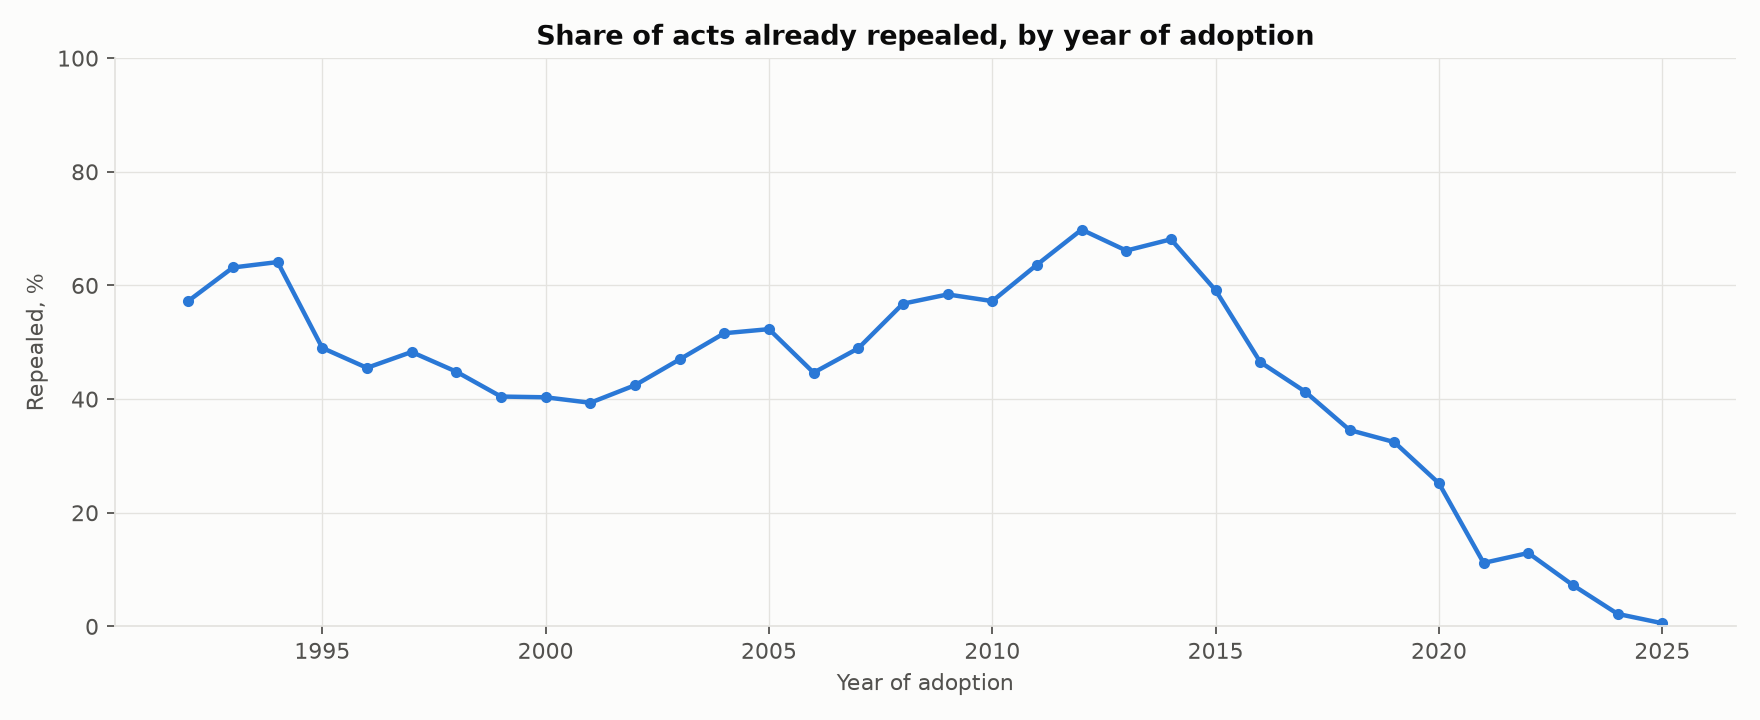 Share of acts already repealed, by year of adoption
100
80
60
40
20
0
Repealed, %
1995 2000 2005 2010 2015 2020 2025
Year of adoption